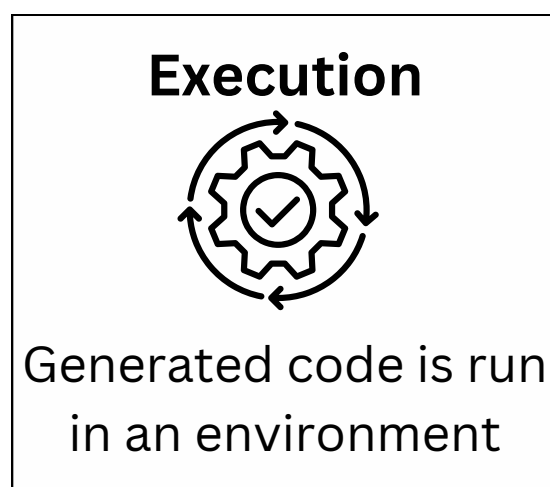 Execution
Generated code is run
in an environment